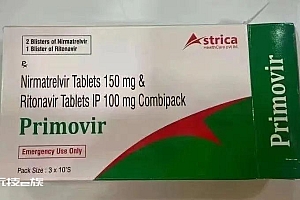 2 Blisters of Nirmatrelvir
1 Blister of Ritonavir
Astrica
HealthCare pvt ltd
Rx
Nirmatrelvir Tablets 150 mg &
Ritonavir Tablets IP 100 mg Combipack
Primovir
Emergency Use Only
Pack Size : 3 x 10'S
Primovir